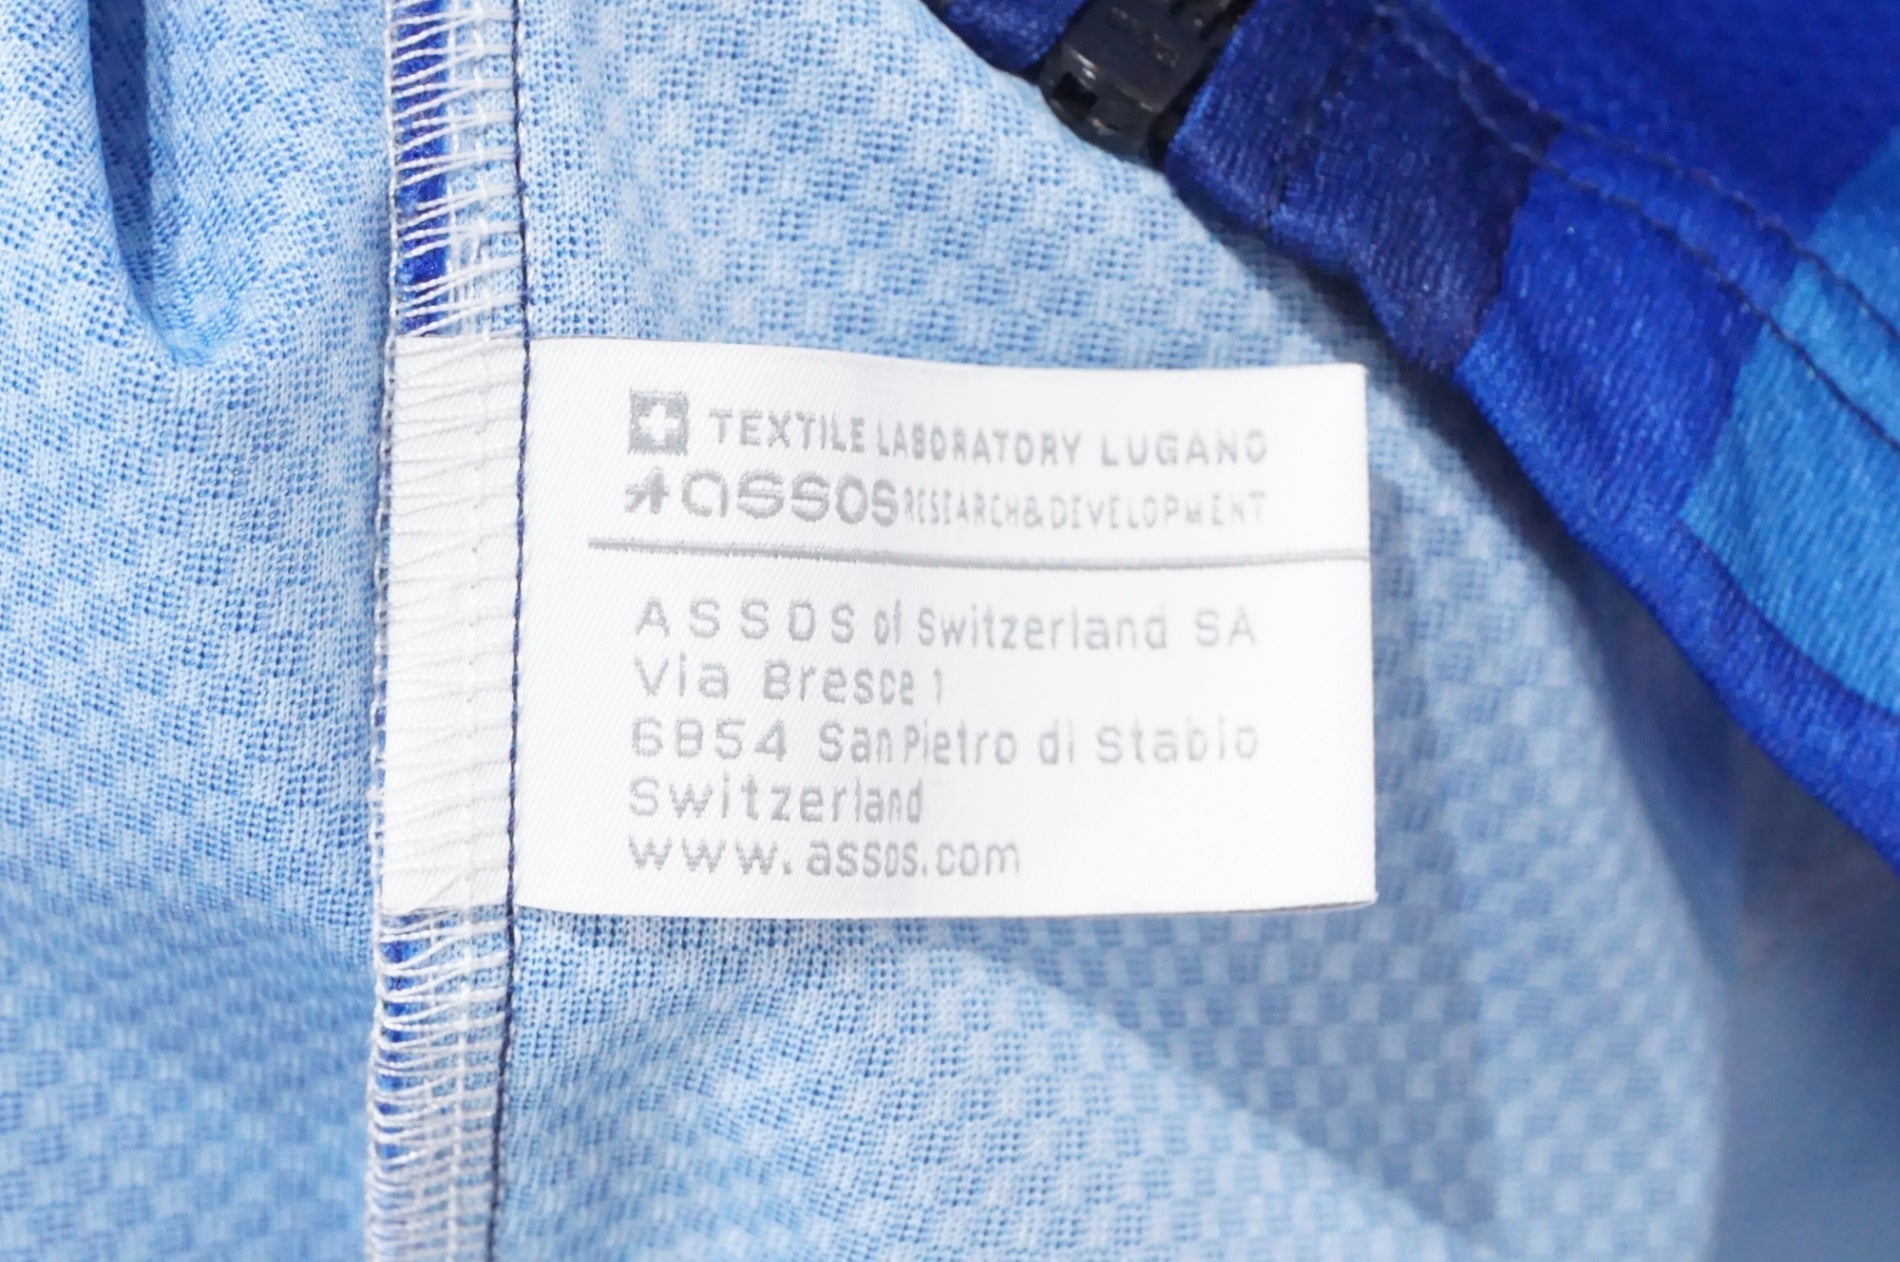 TEXTILE LABORATORY LUGANO
assos RESEARCH&DEVELOPMENT
ASSOS of Switzerland SA
Via Bresce 1
6854 San Pietro di Stabio
Switzerland
www.assos.com